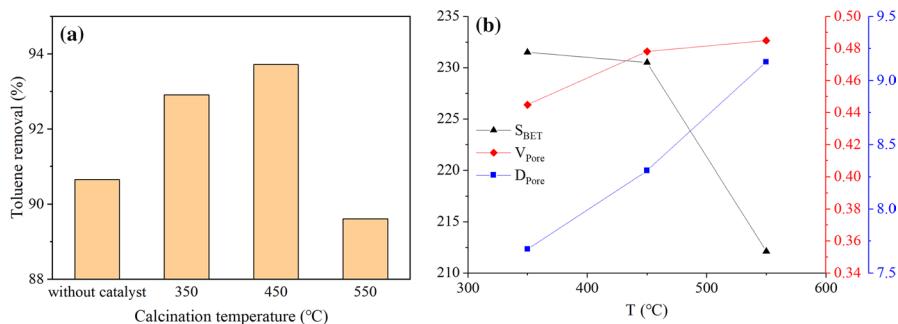 (a)
Toluene removal (%)
94
92
90
88
without catalyst 350 450 550
Calcination temperature (℃)
(b)
235
230
225
220
215
210
300 400 500 600
T (℃)
S_BET
V_Pore
D_Pore
0.50
0.48
0.46
0.44
0.42
0.40
0.38
0.36
0.34
9.5
9.0
8.5
8.0
7.5